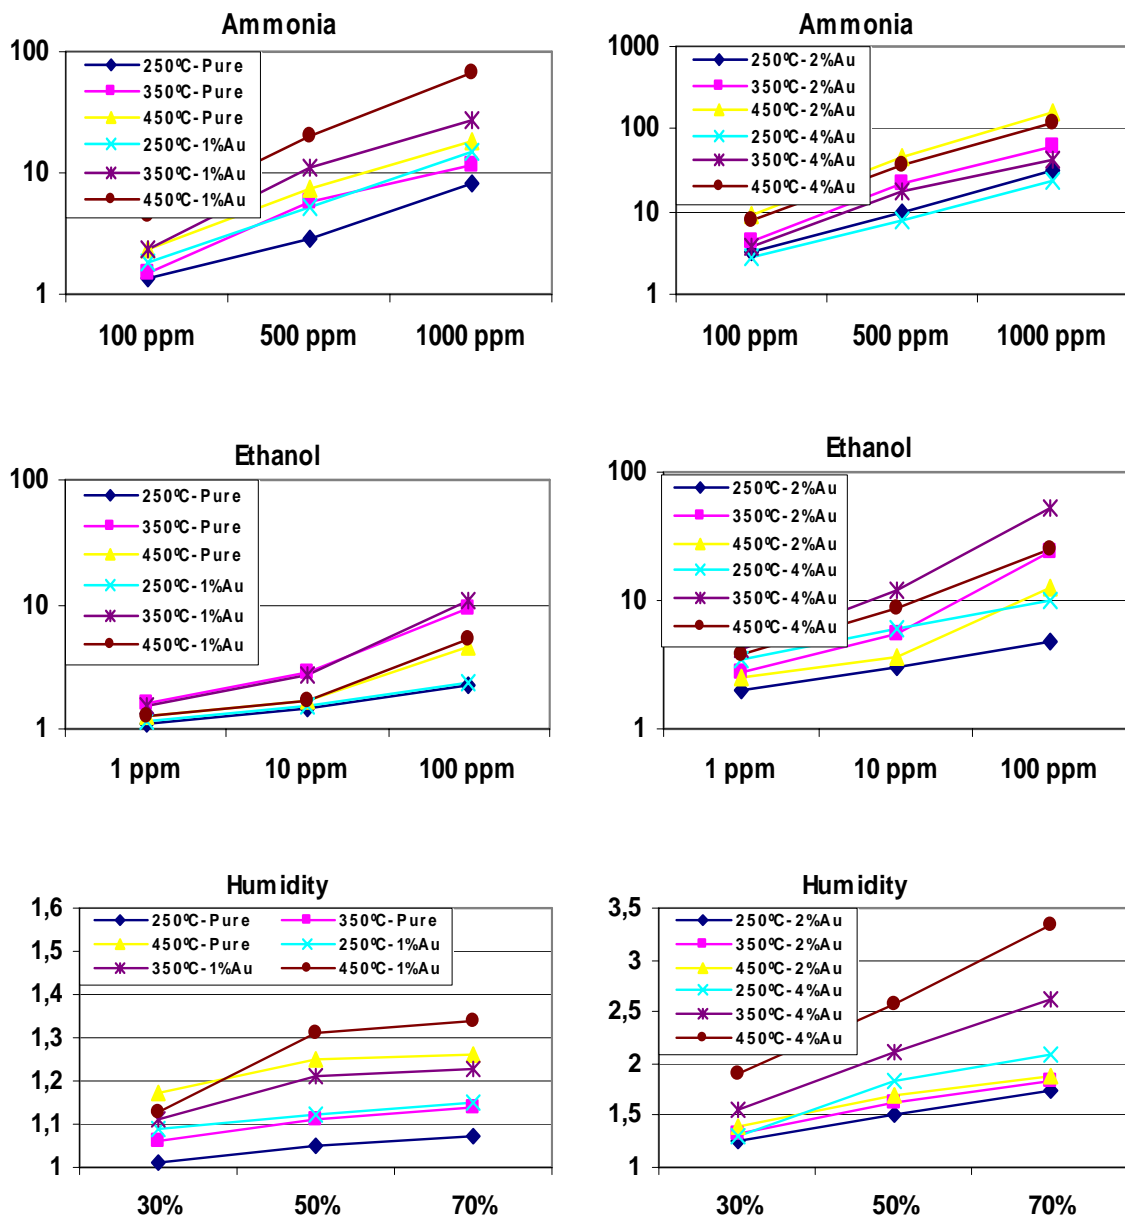 Ammonia
100
10
1
250ºC-Pure
350ºC-Pure
450ºC-Pure
250ºC-1%Au
350ºC-1%Au
450ºC-1%Au
100 ppm 500 ppm 1000 ppm
Ammonia
1000
100
10
1
250ºC-2%Au
350ºC-2%Au
450ºC-2%Au
250ºC-4%Au
350ºC-4%Au
450ºC-4%Au
100 ppm 500 ppm 1000 ppm
Ethanol
100
10
1
250ºC-Pure
350ºC-Pure
450ºC-Pure
250ºC-1%Au
350ºC-1%Au
450ºC-1%Au
1 ppm 10 ppm 100 ppm
Ethanol
100
10
1
250ºC-2%Au
350ºC-2%Au
450ºC-2%Au
250ºC-4%Au
350ºC-4%Au
450ºC-4%Au
1 ppm 10 ppm 100 ppm
Humidity
1,6
1,5
1,4
1,3
1,2
1,1
1
250ºC-Pure 350ºC-Pure
450ºC-Pure 250ºC-1%Au
350ºC-1%Au 450ºC-1%Au
30% 50% 70%
Humidity
3,5
3
2,5
2
1,5
1
250ºC-2%Au
350ºC-2%Au
450ºC-2%Au
250ºC-4%Au
350ºC-4%Au
450ºC-4%Au
30% 50% 70%